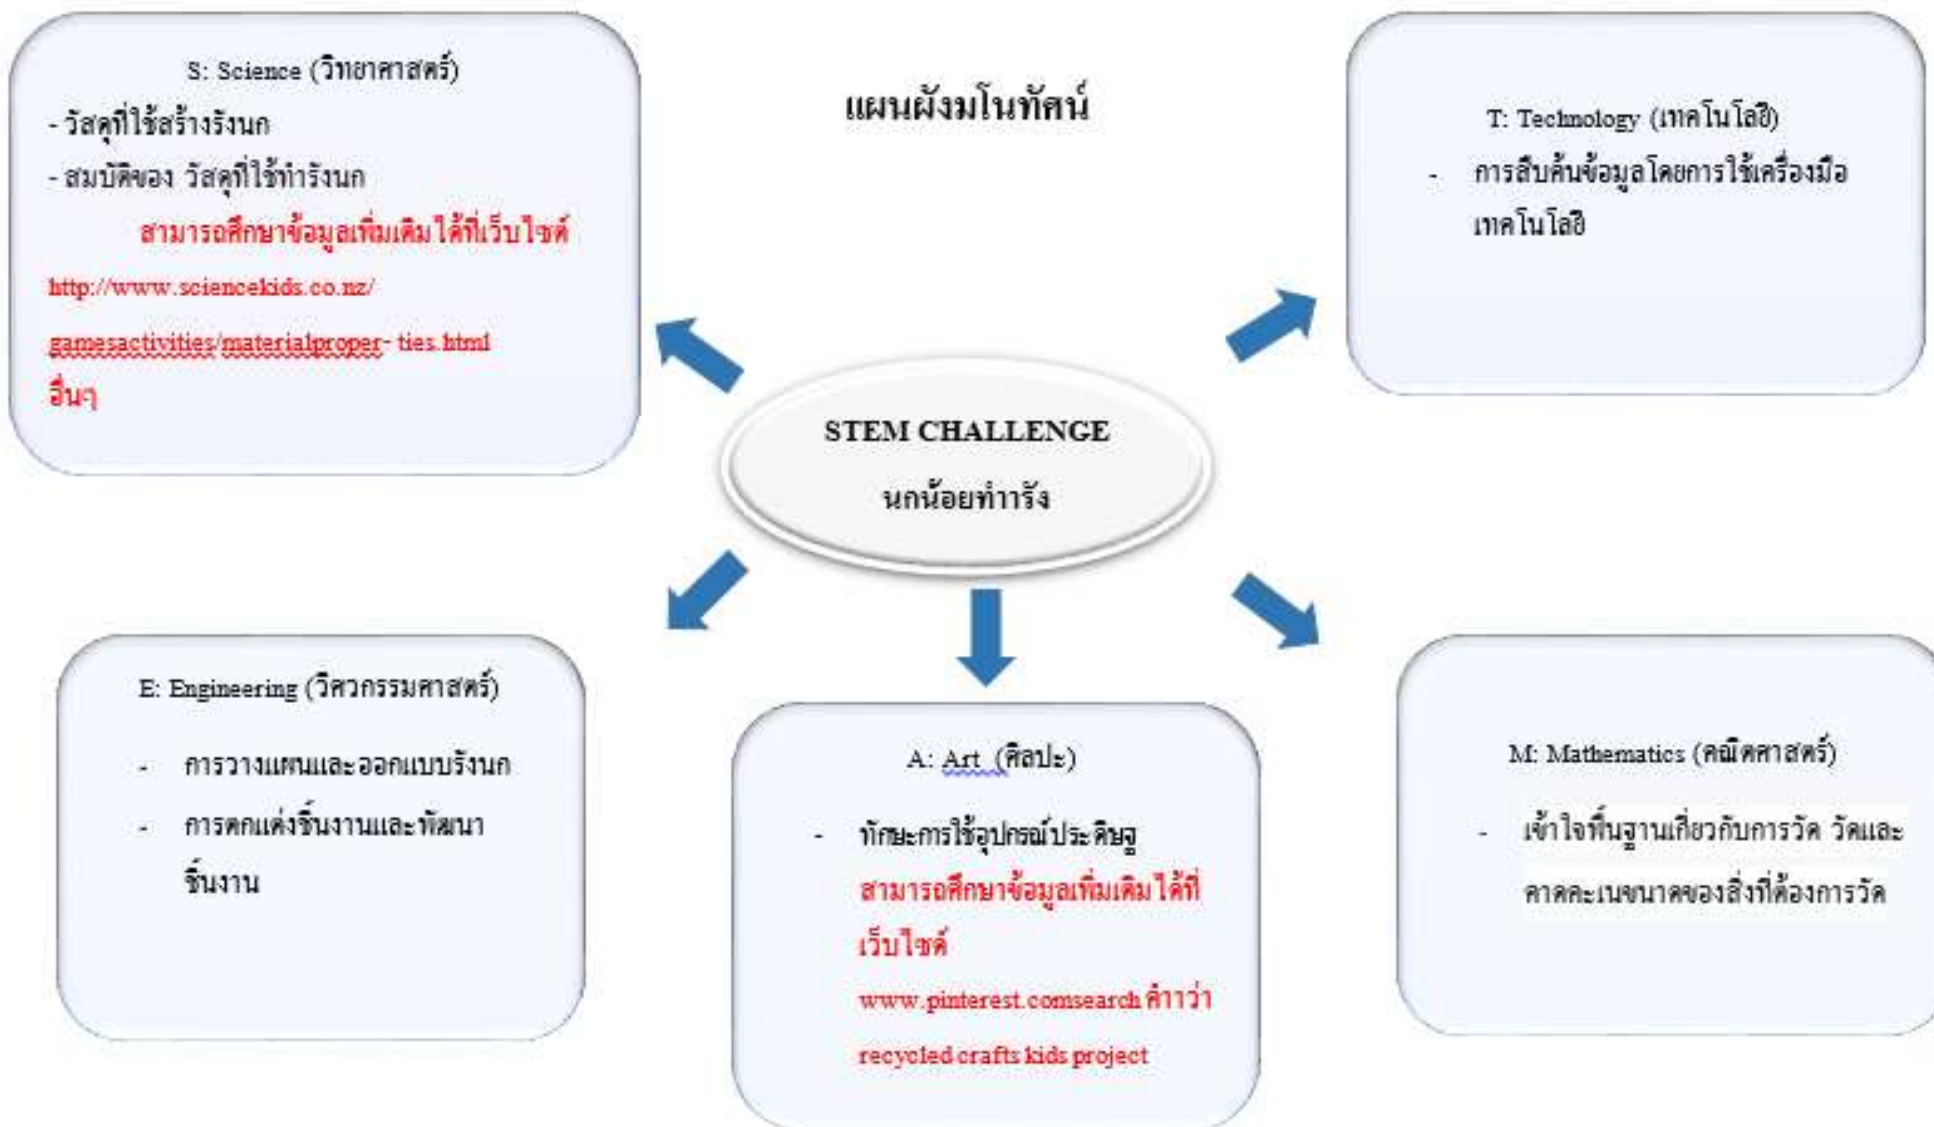 แผนผังมโนทัศน์
S: Science (วิทยาศาสตร์)
- วัสดุที่ใช้สร้างรังนก
- สมบัติของ วัสดุที่ใช้ทำรังนก
สามารถศึกษาข้อมูลเพิ่มเติมได้ที่เว็บไซต์
http://www.sciencekids.co.nz/
gamesactivities/materialproper- ties.html
อื่นๆ
T: Technology (เทคโนโลยี)
- การสืบค้นข้อมูลโดยการใช้เครื่องมือ
เทคโนโลยี
STEM CHALLENGE
นกน้อยทำารัง
E: Engineering (วิศวกรรมศาสตร์)
- การวางแผนและออกแบบรังนก
- การตกแต่งชิ้นงานและพัฒนา
ชิ้นงาน
A: Art (ศิลปะ)
- ทักษะการใช้อุปกรณ์ประดิษฐ
สามารถศึกษาข้อมูลเพิ่มเติมได้ที่
เว็บไซต์
www.pinterest.comsearch คำาว่า
recycled crafts kids project
M: Mathematics (คณิตศาสตร์)
- เข้าใจพื้นฐานเกี่ยวกับการวัด วัดและ
คาดคะเนขนาดของสิ่งที่ต้องการวัด